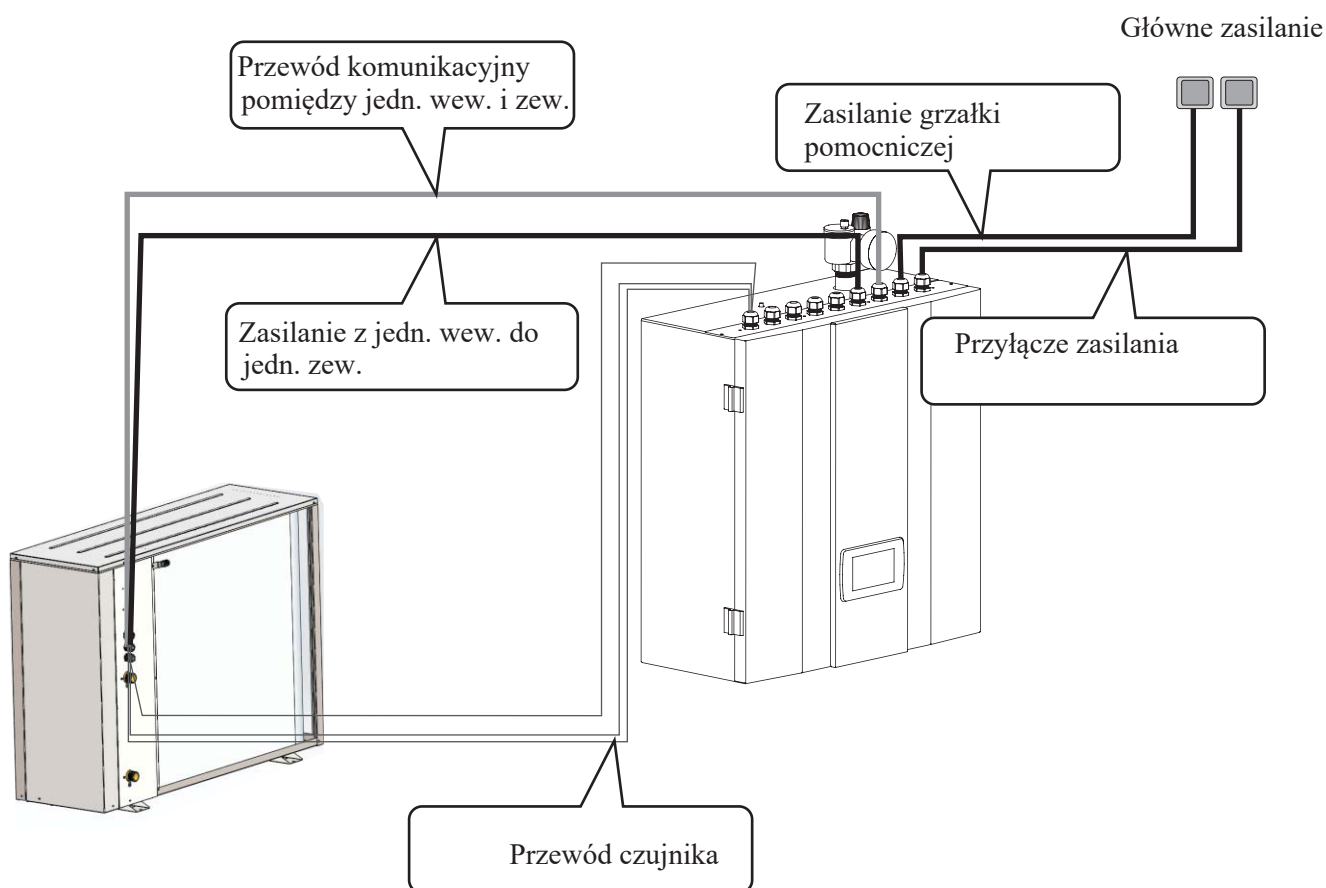 Główne zasilanie
Przewód komunikacyjny
pomiędzy jedn. wew. i zew.
Zasilanie grzałki
pomocniczej
Zasilanie z jedn. wew. do
jedn. zew.
Przyłącze zasilania
Przewód czujnika